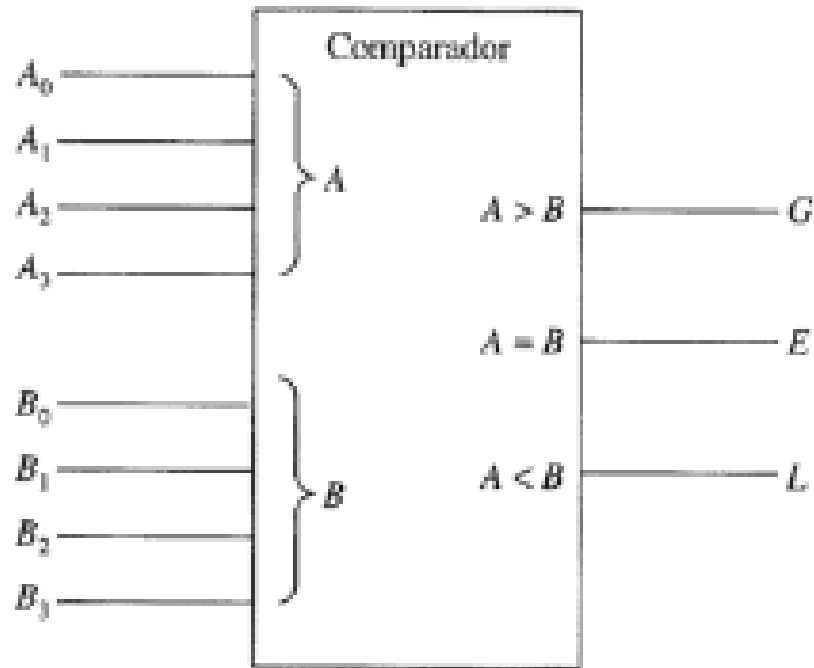 Comparador
A₀
A₁
A
A₂
A > B G
A₃
A = B E
B₀
B₁
A < B L
B
B₂
B₃